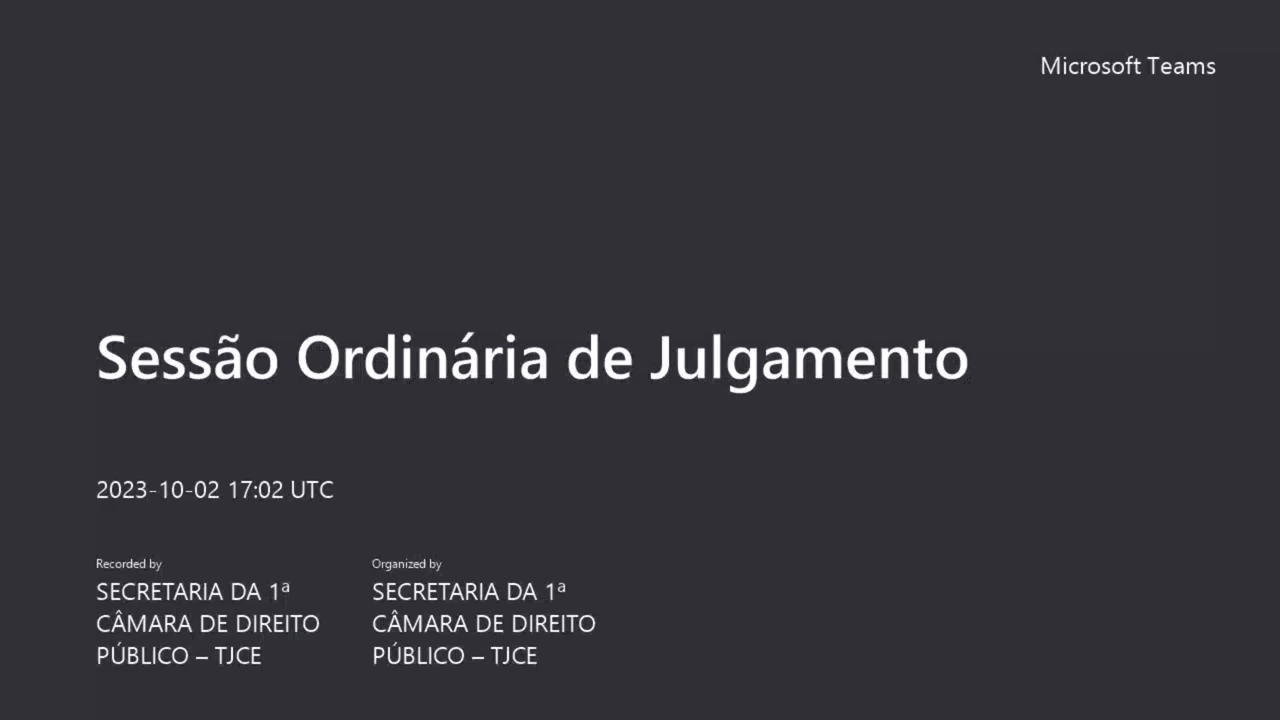 Microsoft Teams
Sessão Ordinária de Julgamento
2023-10-02 17:02 UTC
Recorded by
SECRETARIA DA 1ª
CÂMARA DE DIREITO
PÚBLICO – TJCE
Organized by
SECRETARIA DA 1ª
CÂMARA DE DIREITO
PÚBLICO – TJCE